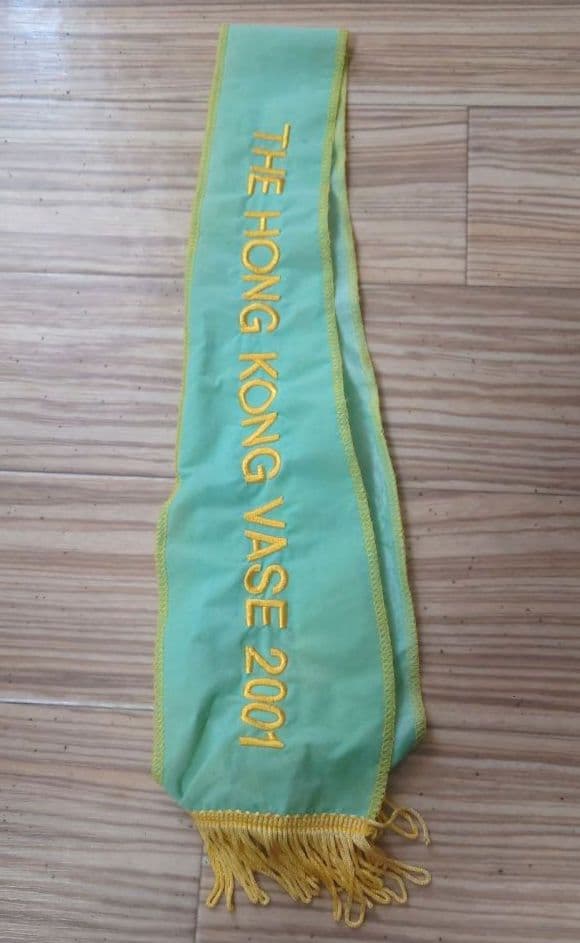 THE HONG KONG VASE 2001